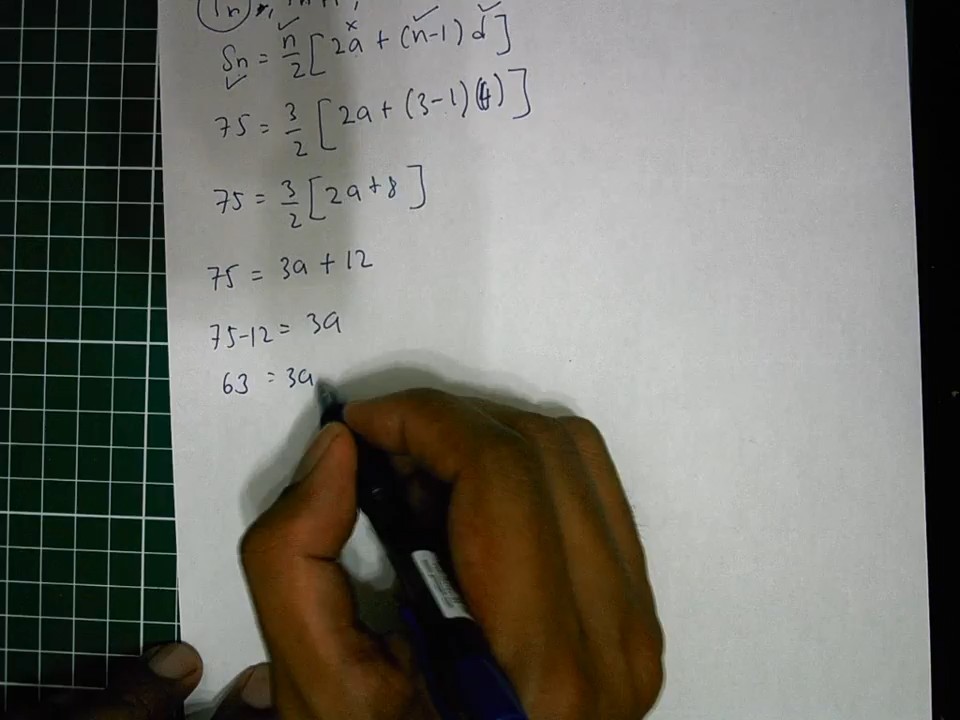 Sn = n/2 [2a + (n-1) d]
75 = 3/2 [2a + (3-1)(4)]
75 = 3/2 [2a+8]
75 = 3a + 12
75-12 = 3a
63 = 3a